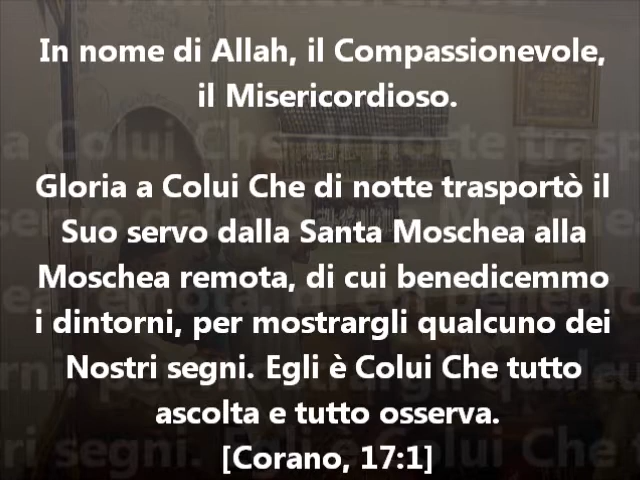 In nome di Allah, il Compassionevole,
il Misericordioso.
Gloria a Colui Che di notte trasportò il
Suo servo dalla Santa Moschea alla
Moschea remota, di cui benedicemmo
i dintorni, per mostrargli qualcuno dei
Nostri segni. Egli è Colui Che tutto
ascolta e tutto osserva.
[Corano, 17:1]